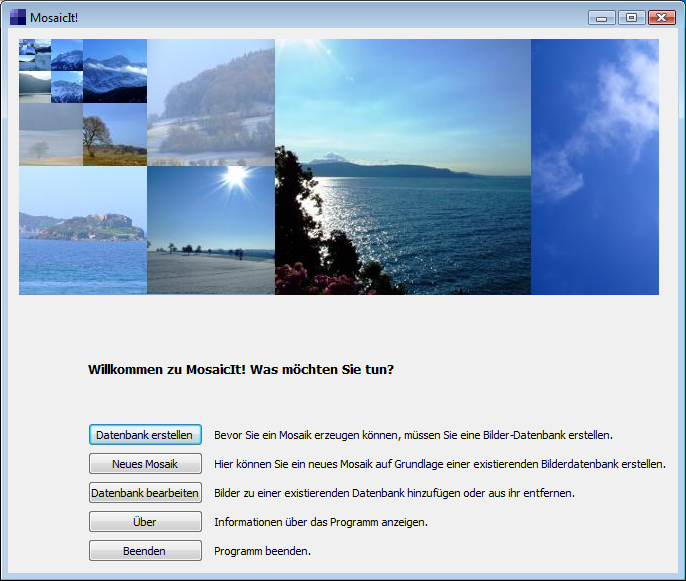 MosaicIt!
Willkommen zu MosaicIt! Was möchten Sie tun?
Datenbank erstellen Bevor Sie ein Mosaik erzeugen können, müssen Sie eine Bilder-Datenbank erstellen.
Neues Mosaik Hier können Sie ein neues Mosaik auf Grundlage einer existierenden Bilderdatenbank erstellen.
Datenbank bearbeiten Bilder zu einer existierenden Datenbank hinzufügen oder aus ihr entfernen.
Über Informationen über das Programm anzeigen.
Beenden Programm beenden.